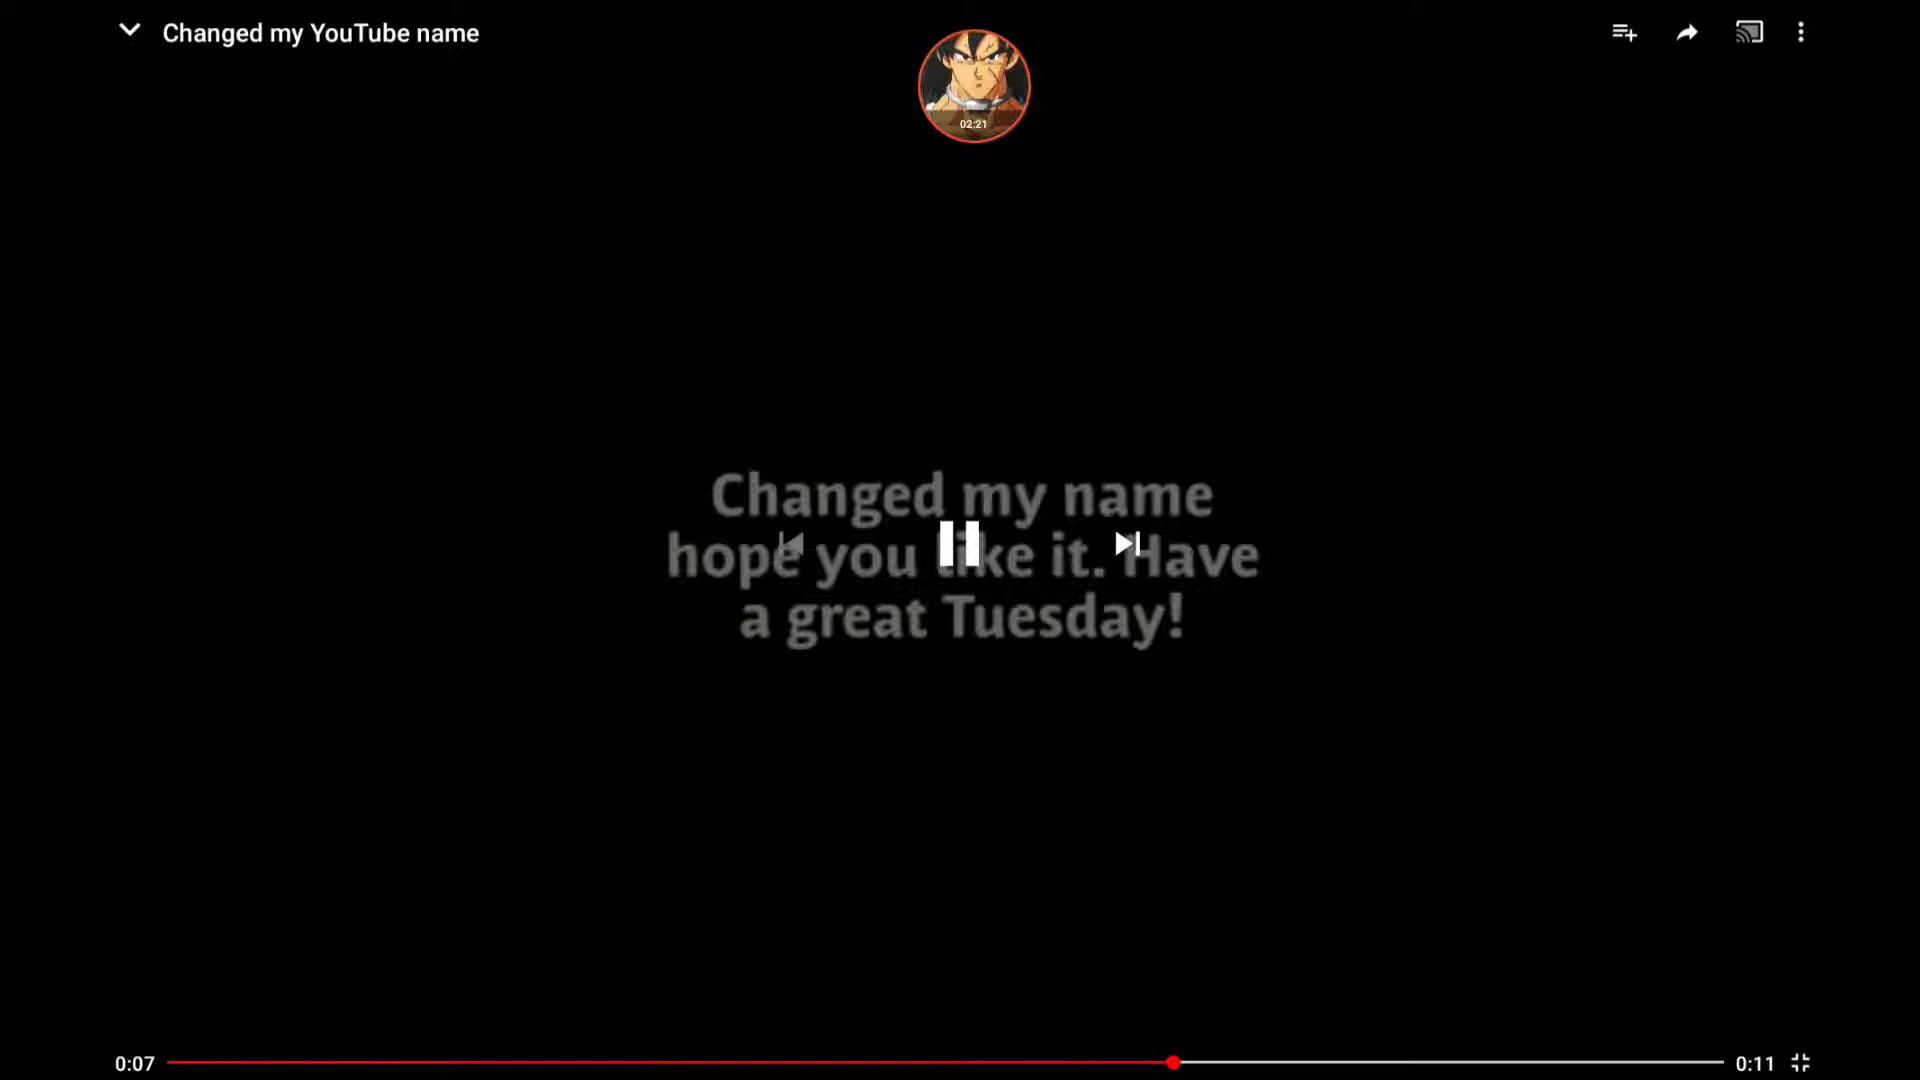 Changed my YouTube name
02:21
Changed my name
hope you like it. Have
a great Tuesday!
0:07
0:11